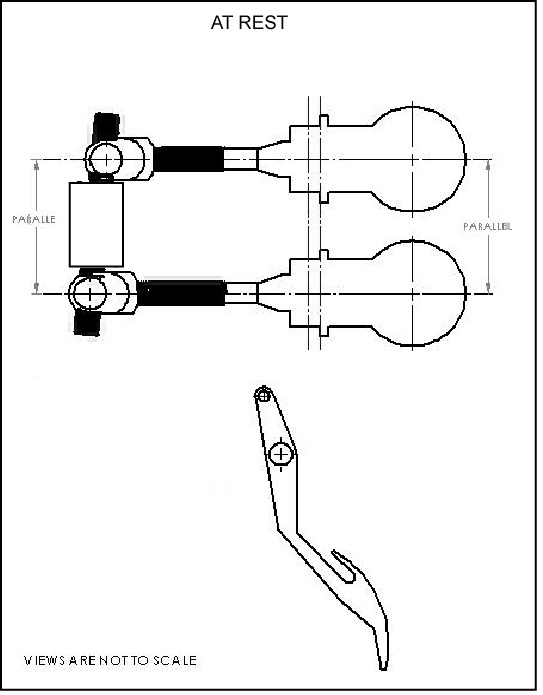 AT REST
PARALLE
PARALLEL
VIEWS ARE NOT TO SCALE